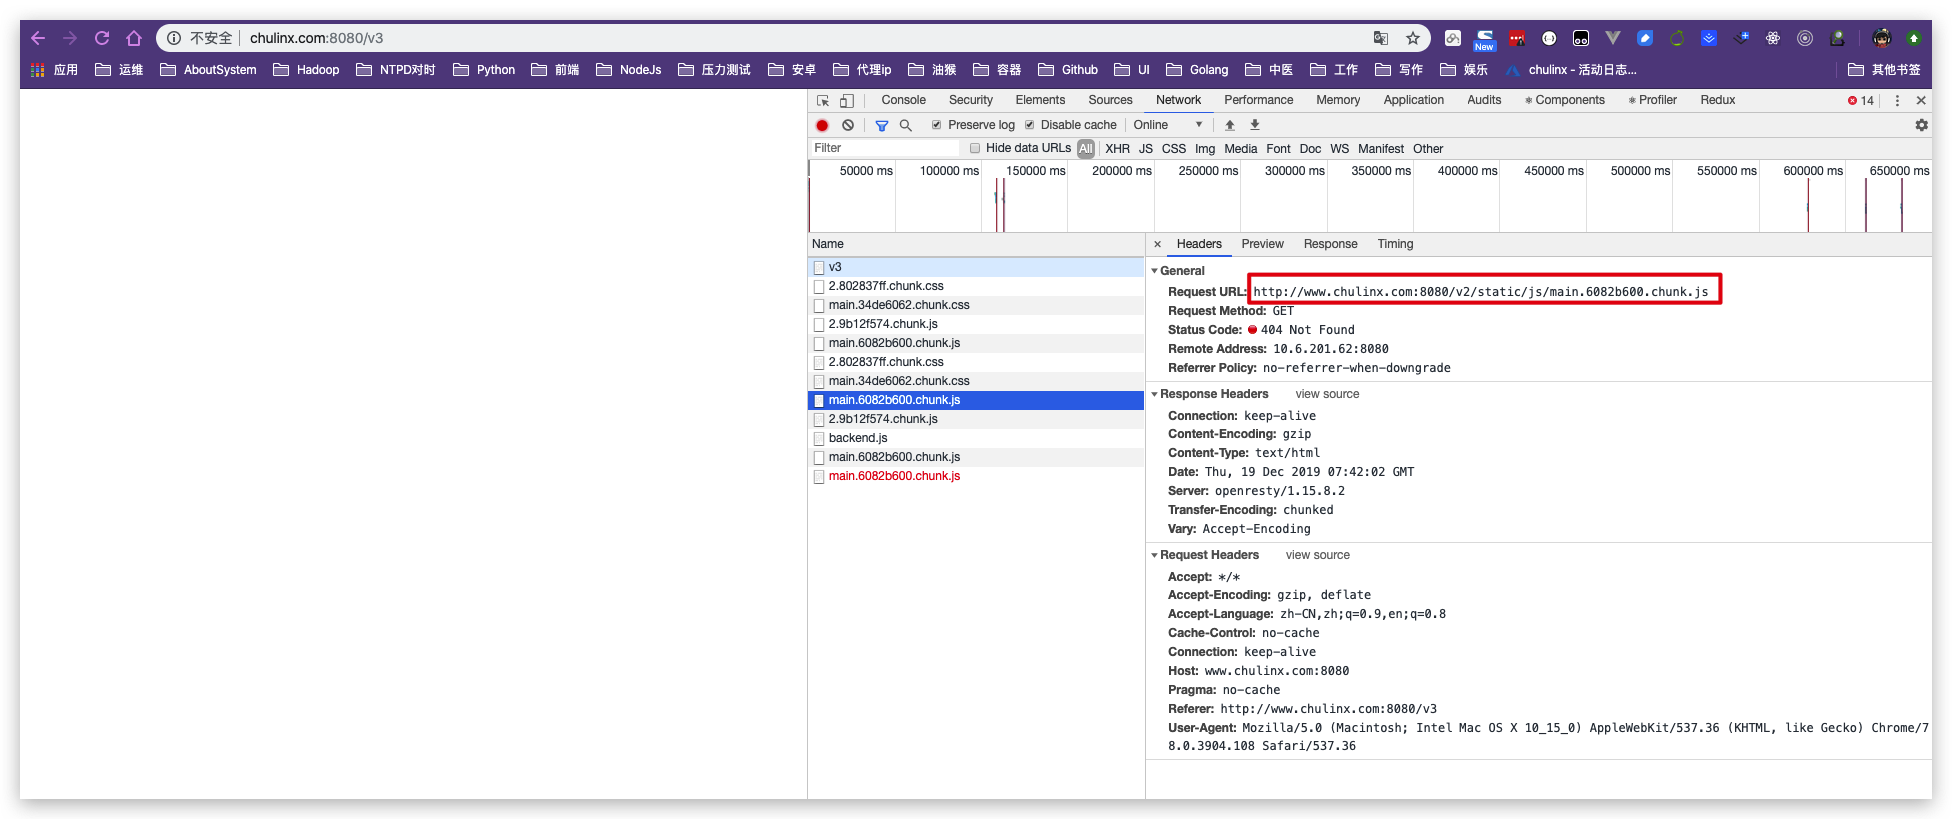 不安全 chulinx.com:8080/v3
New
应用 运维 AboutSystem Hadoop NTPD对时 Python 前端 NodeJs 压力测试 安卓 代理ip 油猴 容器 Github UI Golang 中医 工作 写作 娱乐 chulinx - 活动日志... 其他书签
Console Security Elements Sources Network Performance Memory Application Audits Components Profiler Redux 14
Preserve log Disable cache Online
Filter Hide data URLs All XHR JS CSS Img Media Font Doc WS Manifest Other
50000 ms 100000 ms 150000 ms 200000 ms 250000 ms 300000 ms 350000 ms 400000 ms 450000 ms 500000 ms 550000 ms 600000 ms 650000 ms
Name
v3
2.802837ff.chunk.css
main.34de6062.chunk.css
2.9b12f574.chunk.js
main.6082b600.chunk.js
2.802837ff.chunk.css
main.34de6062.chunk.css
main.6082b600.chunk.js
2.9b12f574.chunk.js
backend.js
main.6082b600.chunk.js
main.6082b600.chunk.js
× Headers Preview Response Timing
General
Request URL: http://www.chulinx.com:8080/v2/static/js/main.6082b600.chunk.js
Request Method: GET
Status Code: 404 Not Found
Remote Address: 10.6.201.62:8080
Referrer Policy: no-referrer-when-downgrade
Response Headers view source
Connection: keep-alive
Content-Encoding: gzip
Content-Type: text/html
Date: Thu, 19 Dec 2019 07:42:02 GMT
Server: openresty/1.15.8.2
Transfer-Encoding: chunked
Vary: Accept-Encoding
Request Headers view source
Accept: */*
Accept-Encoding: gzip, deflate
Accept-Language: zh-CN,zh;q=0.9,en;q=0.8
Cache-Control: no-cache
Connection: keep-alive
Host: www.chulinx.com:8080
Pragma: no-cache
Referer: http://www.chulinx.com:8080/v3
User-Agent: Mozilla/5.0 (Macintosh; Intel Mac OS X 10_15_0) AppleWebKit/537.36 (KHTML, like Gecko) Chrome/7
8.0.3904.108 Safari/537.36